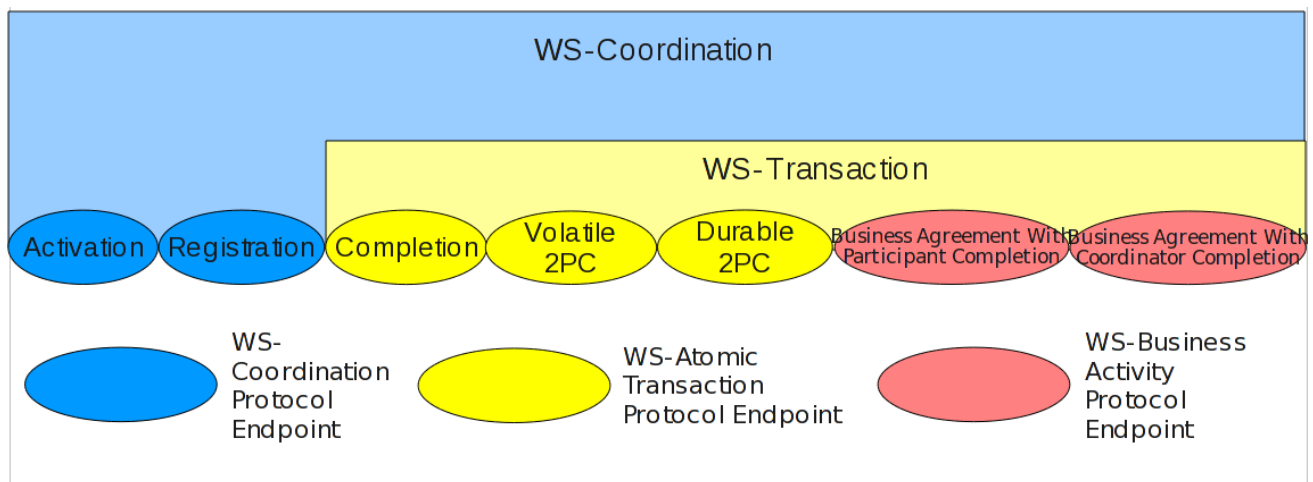 WS-Coordination
WS-Transaction
Activation
Registration
Completion
Volatile
2PC
Durable
2PC
Business Agreement With
Participant Completion
Business Agreement With
Coordinator Completion
WS-
Coordination
Protocol
Endpoint
WS-Atomic
Transaction
Protocol Endpoint
WS-Business
Activity
Protocol
Endpoint